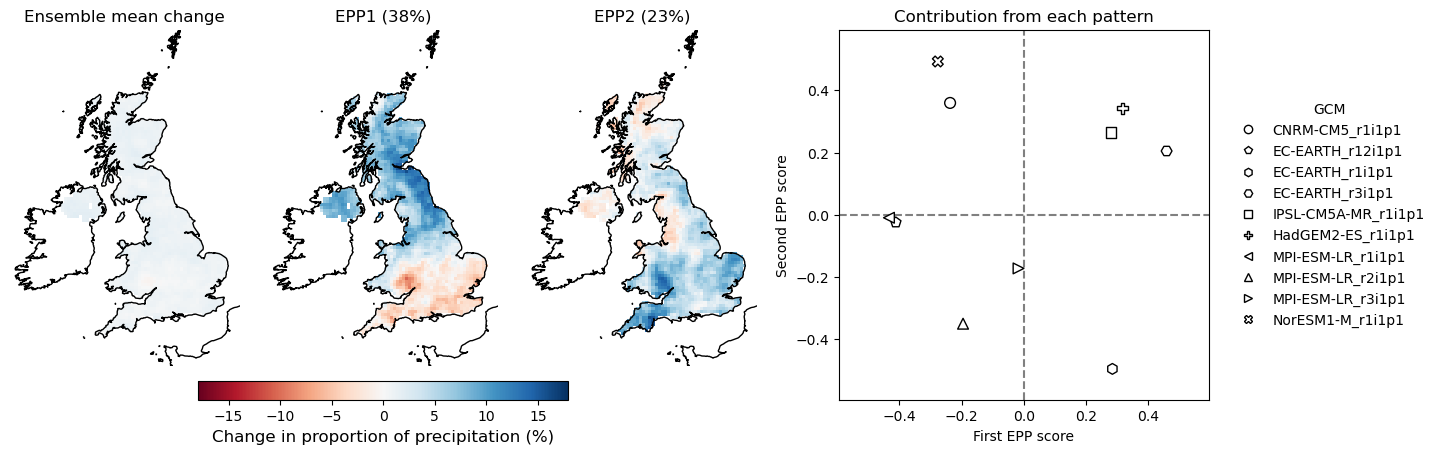 Ensemble mean change
EPP1 (38%)
EPP2 (23%)
−15 −10 −5 0 5 10 15
Change in proportion of precipitation (%)
Contribution from each pattern
Second EPP score
0.4
0.2
0.0
−0.2
−0.4
−0.4 −0.2 0.0 0.2 0.4
First EPP score
GCM
CNRM-CM5_r1i1p1
EC-EARTH_r12i1p1
EC-EARTH_r1i1p1
EC-EARTH_r3i1p1
IPSL-CM5A-MR_r1i1p1
HadGEM2-ES_r1i1p1
MPI-ESM-LR_r1i1p1
MPI-ESM-LR_r2i1p1
MPI-ESM-LR_r3i1p1
NorESM1-M_r1i1p1